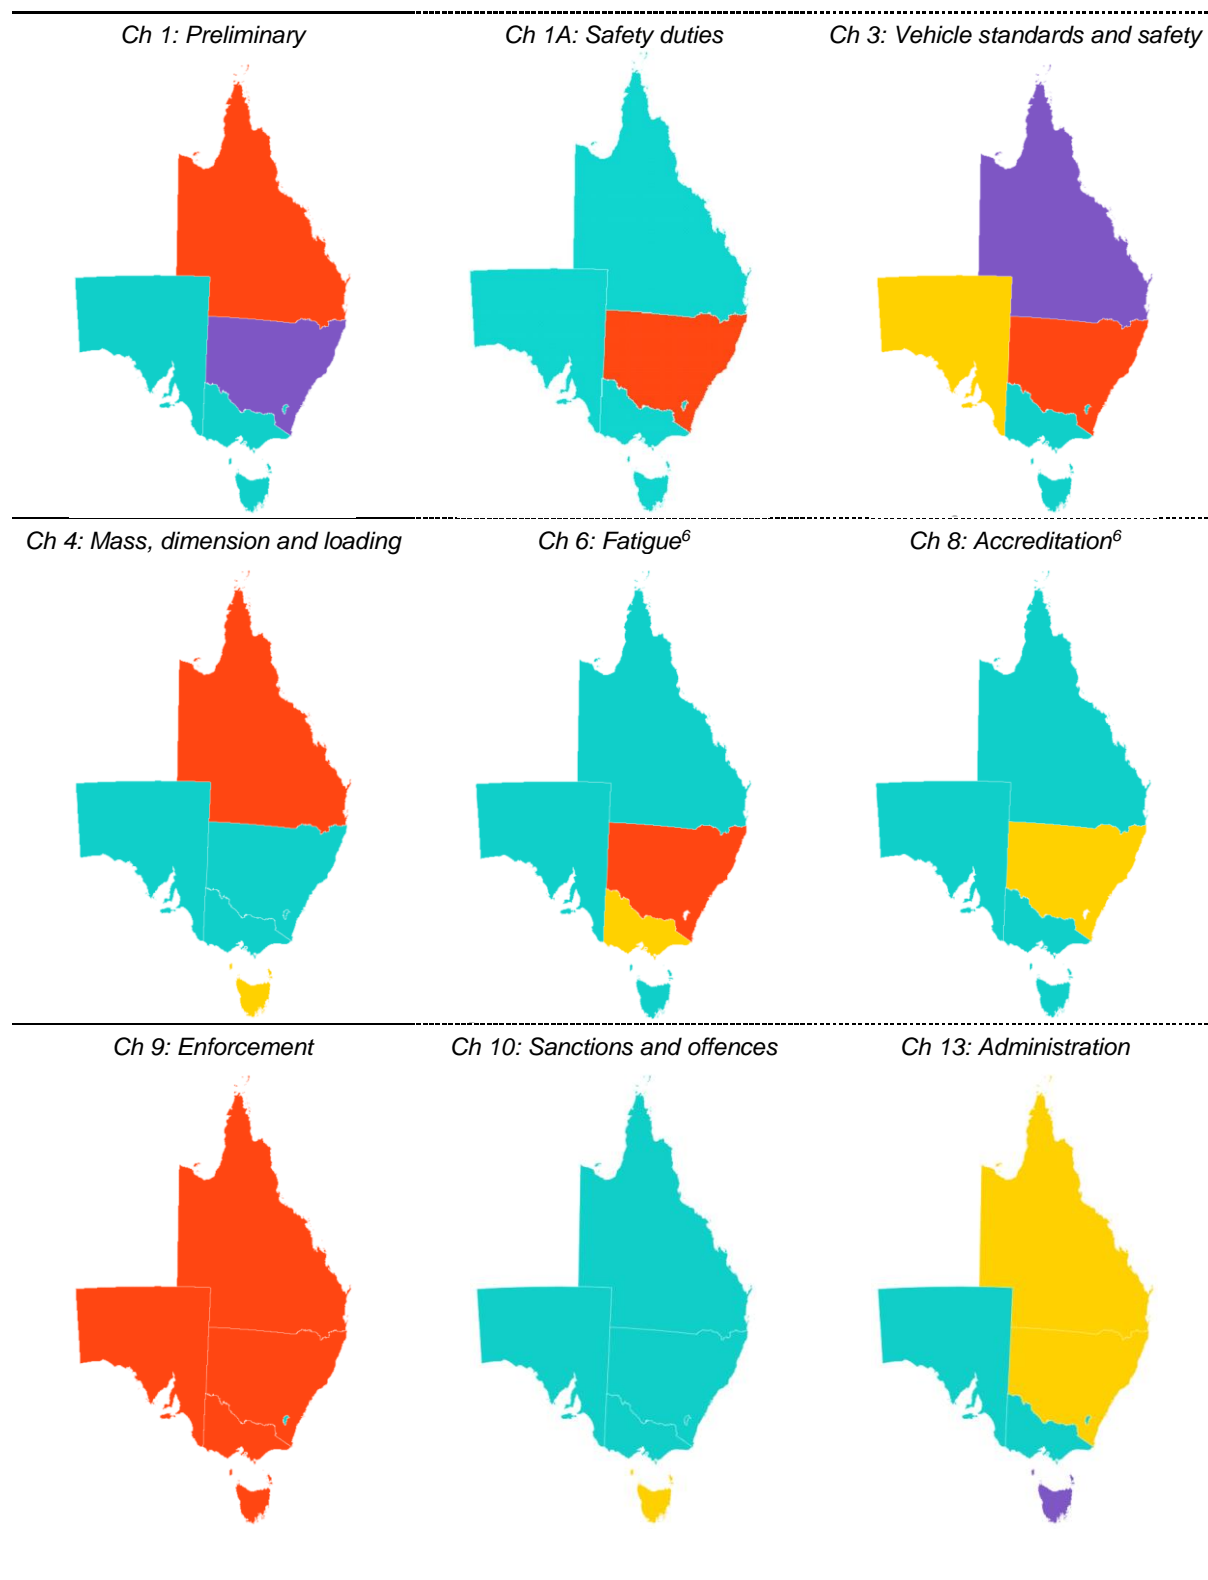 Ch 1: Preliminary
Ch 1A: Safety duties
Ch 3: Vehicle standards and safety
Ch 4: Mass, dimension and loading
Ch 6: Fatigue⁶
Ch 8: Accreditation⁶
Ch 9: Enforcement
Ch 10: Sanctions and offences
Ch 13: Administration